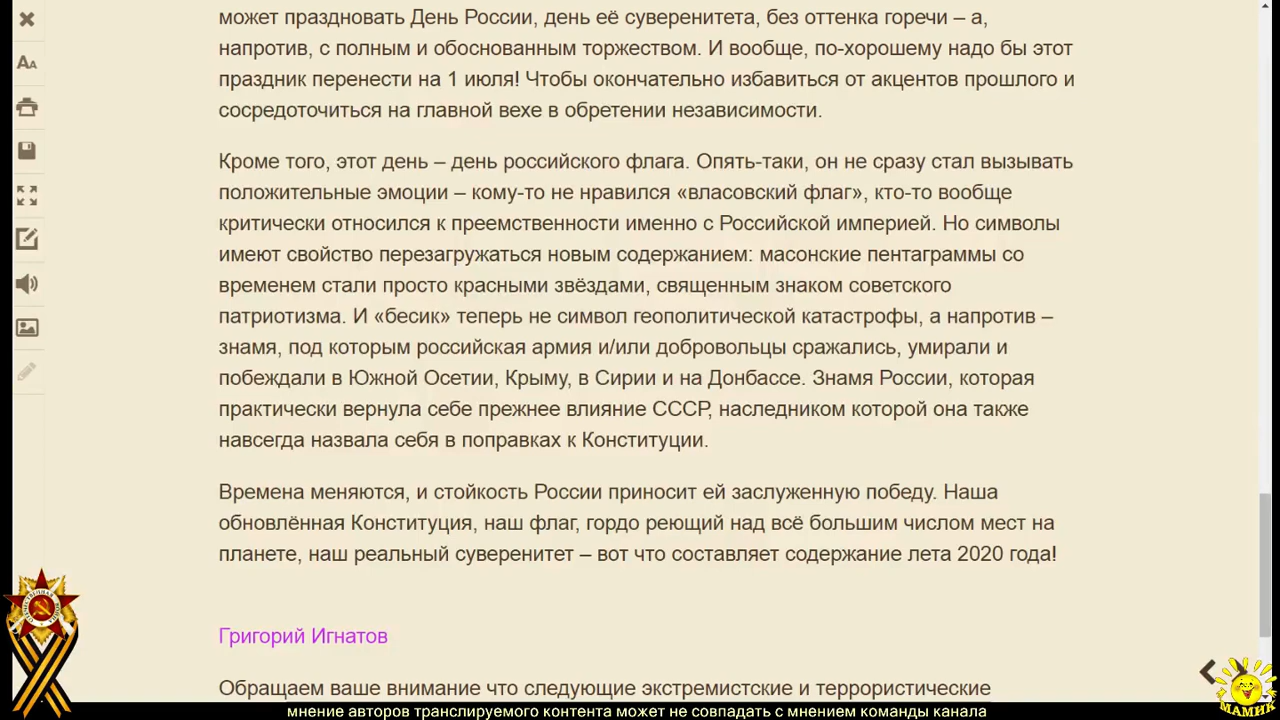 может праздновать День России, день её суверенитета, без оттенка горечи – а,
напротив, с полным и обоснованным торжеством. И вообще, по-хорошему надо бы этот
праздник перенести на 1 июля! Чтобы окончательно избавиться от акцентов прошлого и
сосредоточиться на главной вехе в обретении независимости.
Кроме того, этот день – день российского флага. Опять-таки, он не сразу стал вызывать
положительные эмоции – кому-то не нравился «власовский флаг», кто-то вообще
критически относился к преемственности именно с Российской империей. Но символы
имеют свойство перезагружаться новым содержанием: масонские пентаграммы со
временем стали просто красными звёздами, священным знаком советского
патриотизма. И «бесик» теперь не символ геополитической катастрофы, а напротив –
знамя, под которым российская армия и/или добровольцы сражались, умирали и
побеждали в Южной Осетии, Крыму, в Сирии и на Донбассе. Знамя России, которая
практически вернула себе прежнее влияние СССР, наследником которой она также
навсегда назвала себя в поправках к Конституции.
Времена меняются, и стойкость России приносит ей заслуженную победу. Наша
обновлённая Конституция, наш флаг, гордо реющий над всё большим числом мест на
планете, наш реальный суверенитет – вот что составляет содержание лета 2020 года!
Григорий Игнатов
Обращаем ваше внимание что следующие экстремистские и террористические
мнение авторов транслируемого контента может не совпадать с мнением команды канала
МАМИК